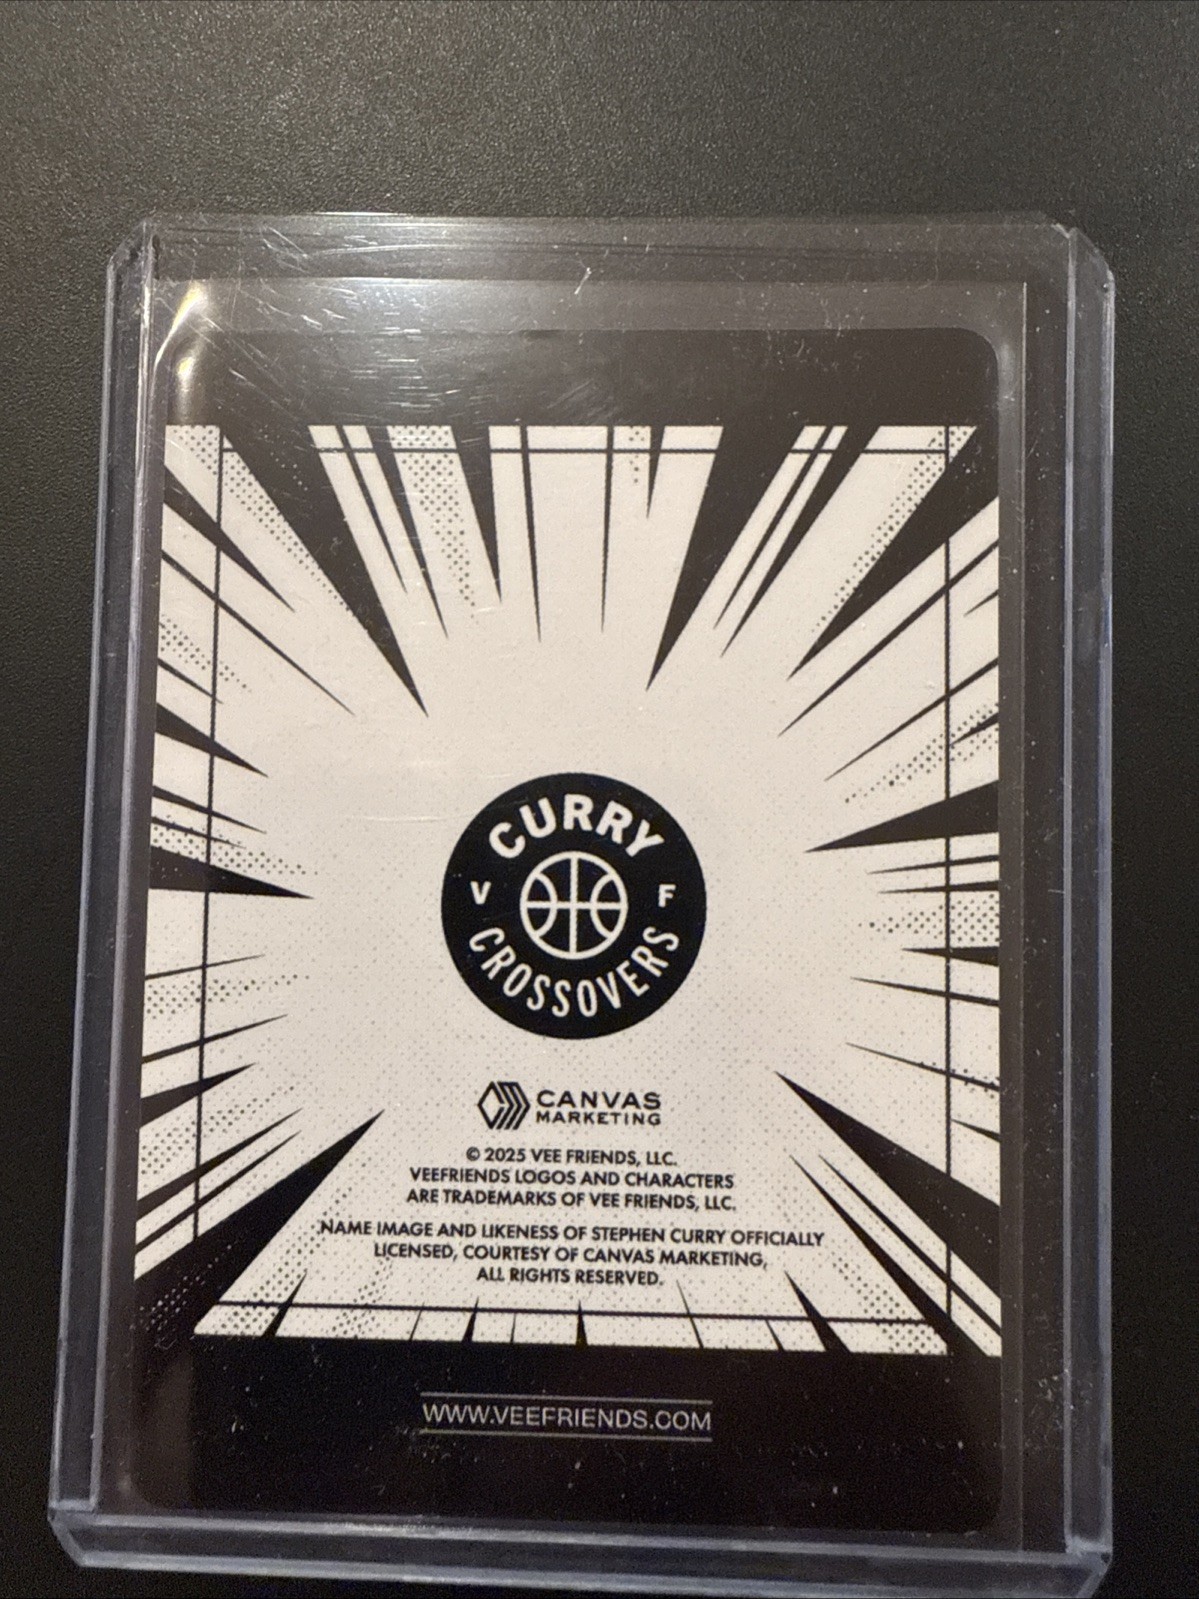 CURRY
V F
CROSSOVERS
CANVAS
MARKETING
© 2025 VEE FRIENDS, LLC.
VEEFRIENDS LOGOS AND CHARACTERS
ARE TRADEMARKS OF VEE FRIENDS, LLC.
NAME IMAGE AND LIKENESS OF STEPHEN CURRY OFFICIALLY
LICENSED, COURTESY OF CANVAS MARKETING,
ALL RIGHTS RESERVED.
WWW.VEEFRIENDS.COM